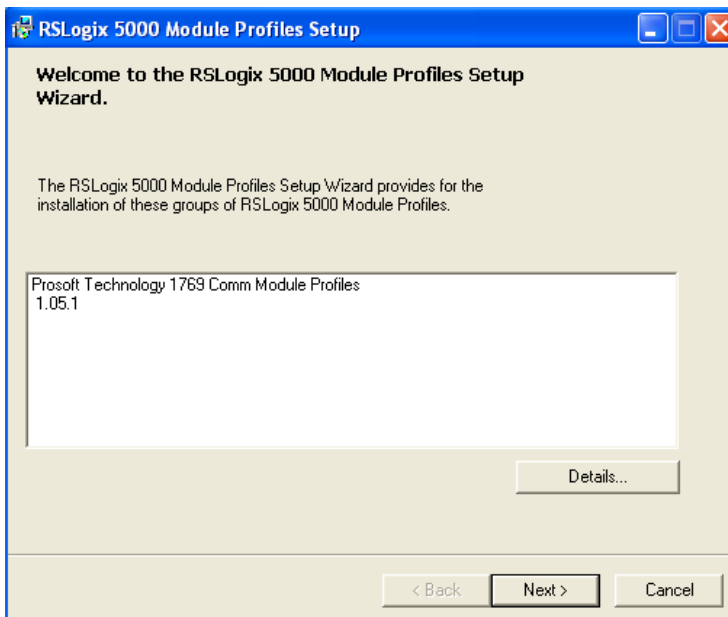 RSLogix 5000 Module Profiles Setup
Welcome to the RSLogix 5000 Module Profiles Setup
Wizard.
The RSLogix 5000 Module Profiles Setup Wizard provides for the
installation of these groups of RSLogix 5000 Module Profiles.
Prosoft Technology 1769 Comm Module Profiles
1.05.1
Details...
< Back Next > Cancel